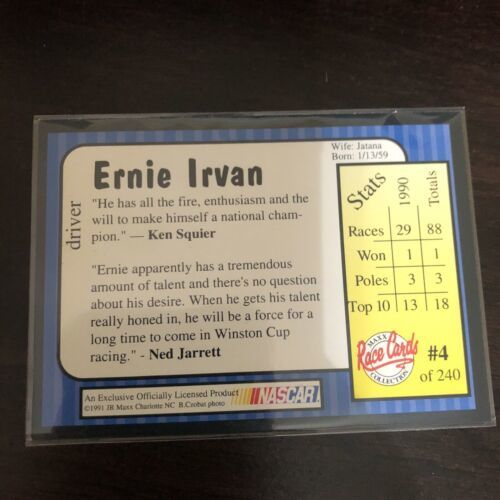 Wife: Jatana
Born: 1/13/59
driver
Ernie Irvan
"He has all the fire, enthusiasm and the
will to make himself a national cham-
pion." — Ken Squier
"Ernie apparently has a tremendous
amount of talent and there's no question
about his desire. When he gets his talent
really honed in, he will be a force for a
long time to come in Winston Cup
racing." - Ned Jarrett
Stats 1990 Totals
Races 29 88
Won 1 1
Poles 3 3
Top 10 13 18
MAXX
Race Cards
COLLECTION
#4
of 240
An Exclusive Officially Licensed Product
©1991 JR Maxx Charlotte NC B.Crobat photo
NASCAR